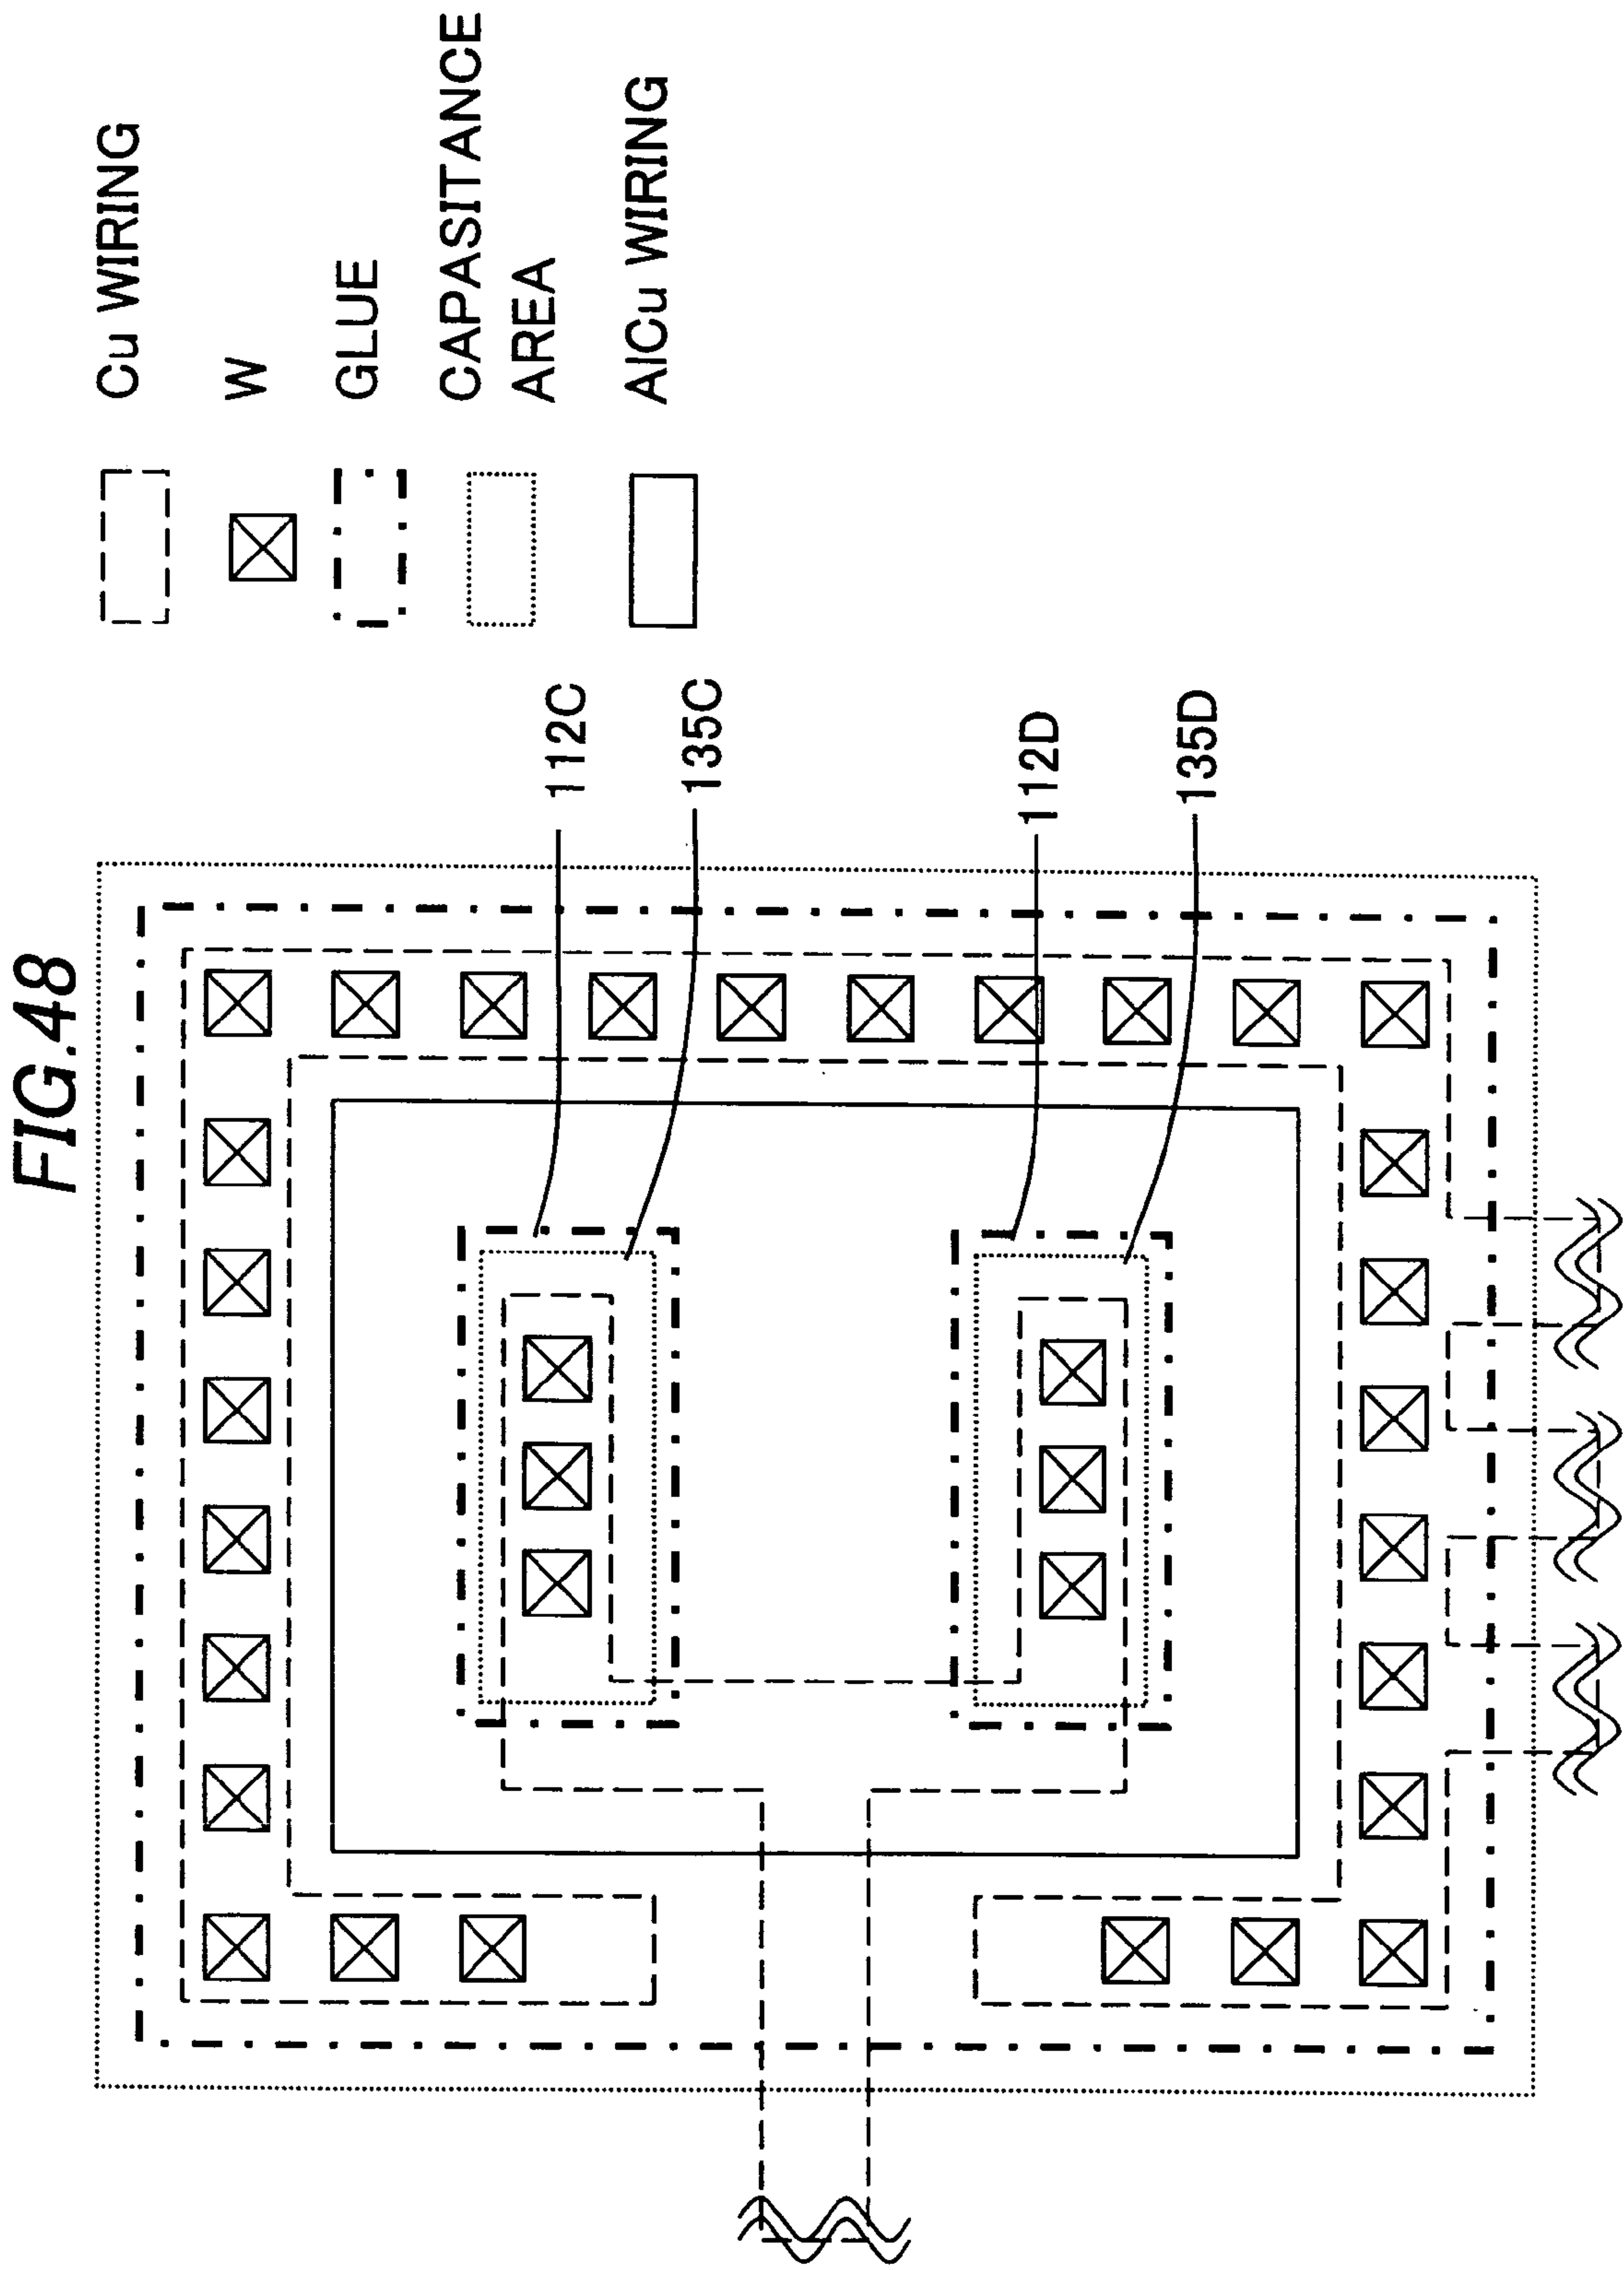 FIG.48
Cu WIRING
W
GLUE
CAPASITANCE
AREA
AlCu WIRING
112C
135C
112D
135D